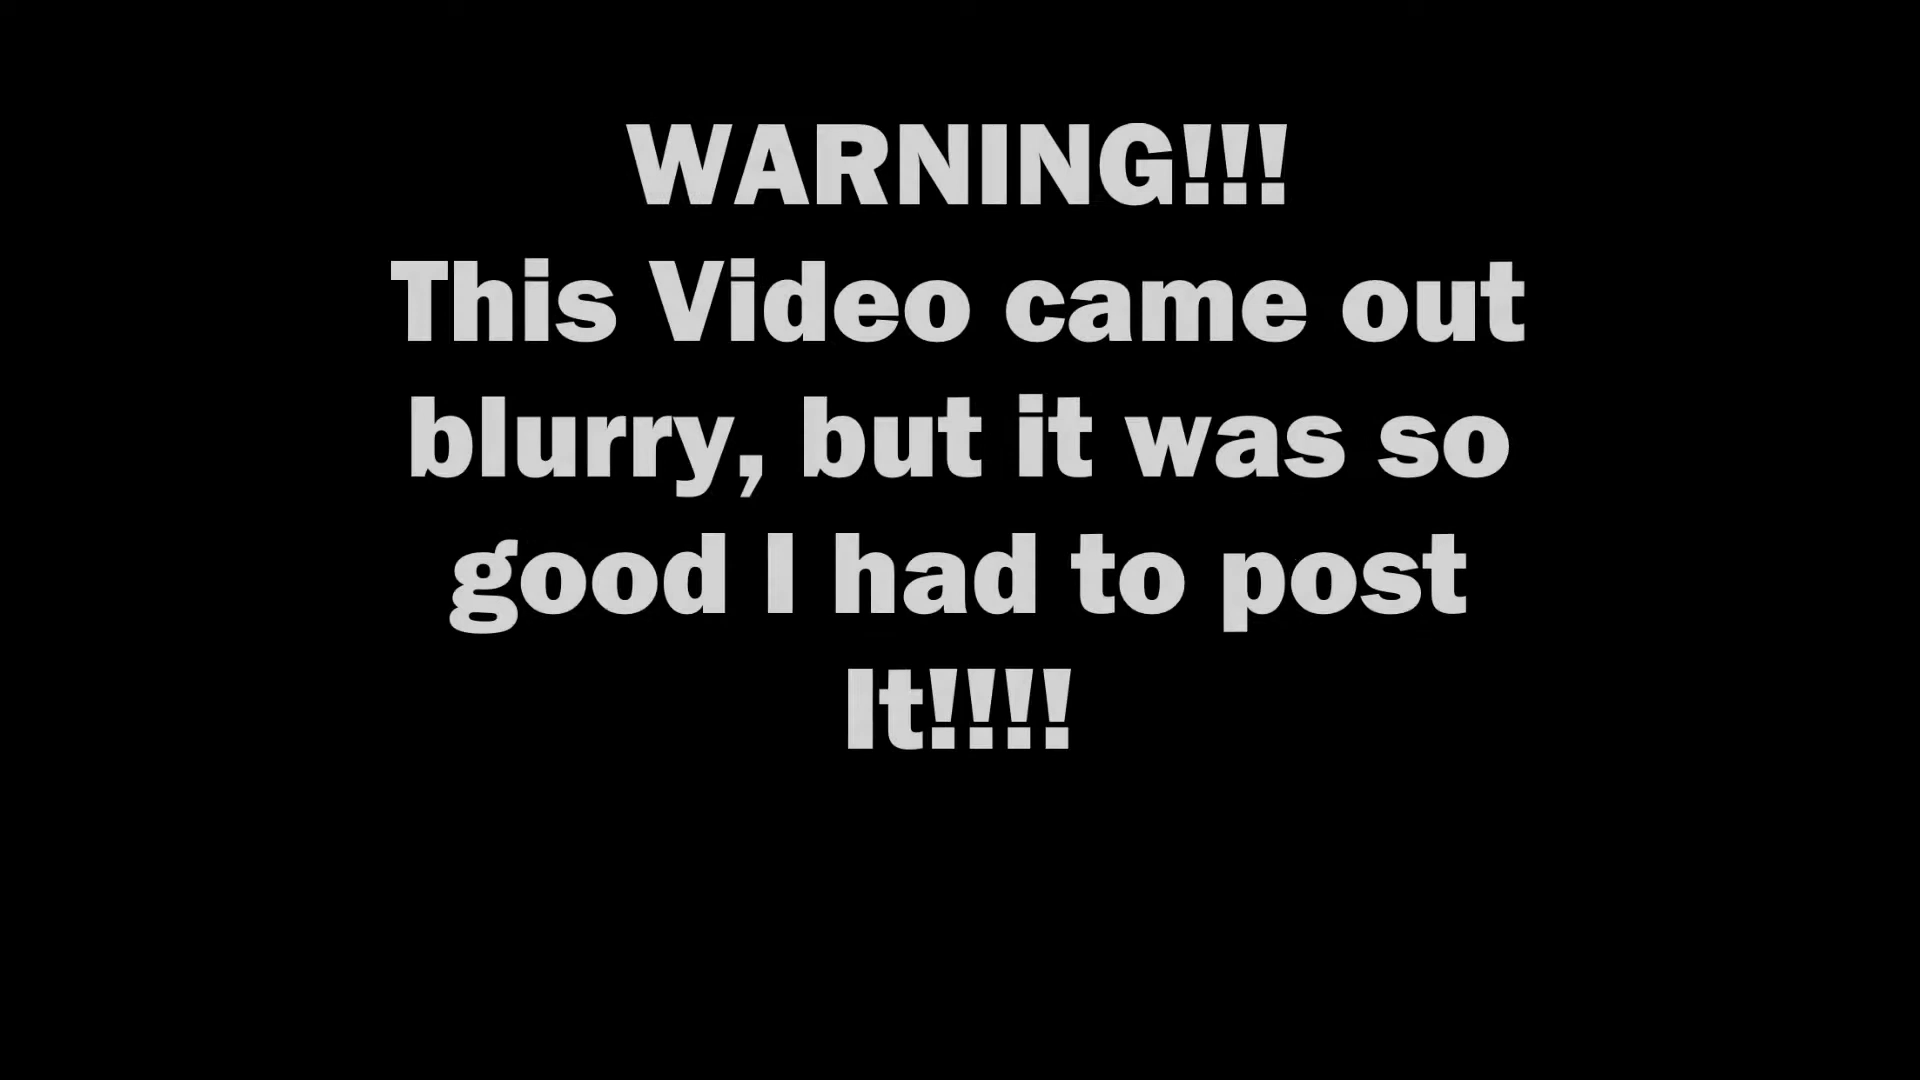 WARNING!!!
This Video came out
blurry, but it was so
good I had to post
It!!!!